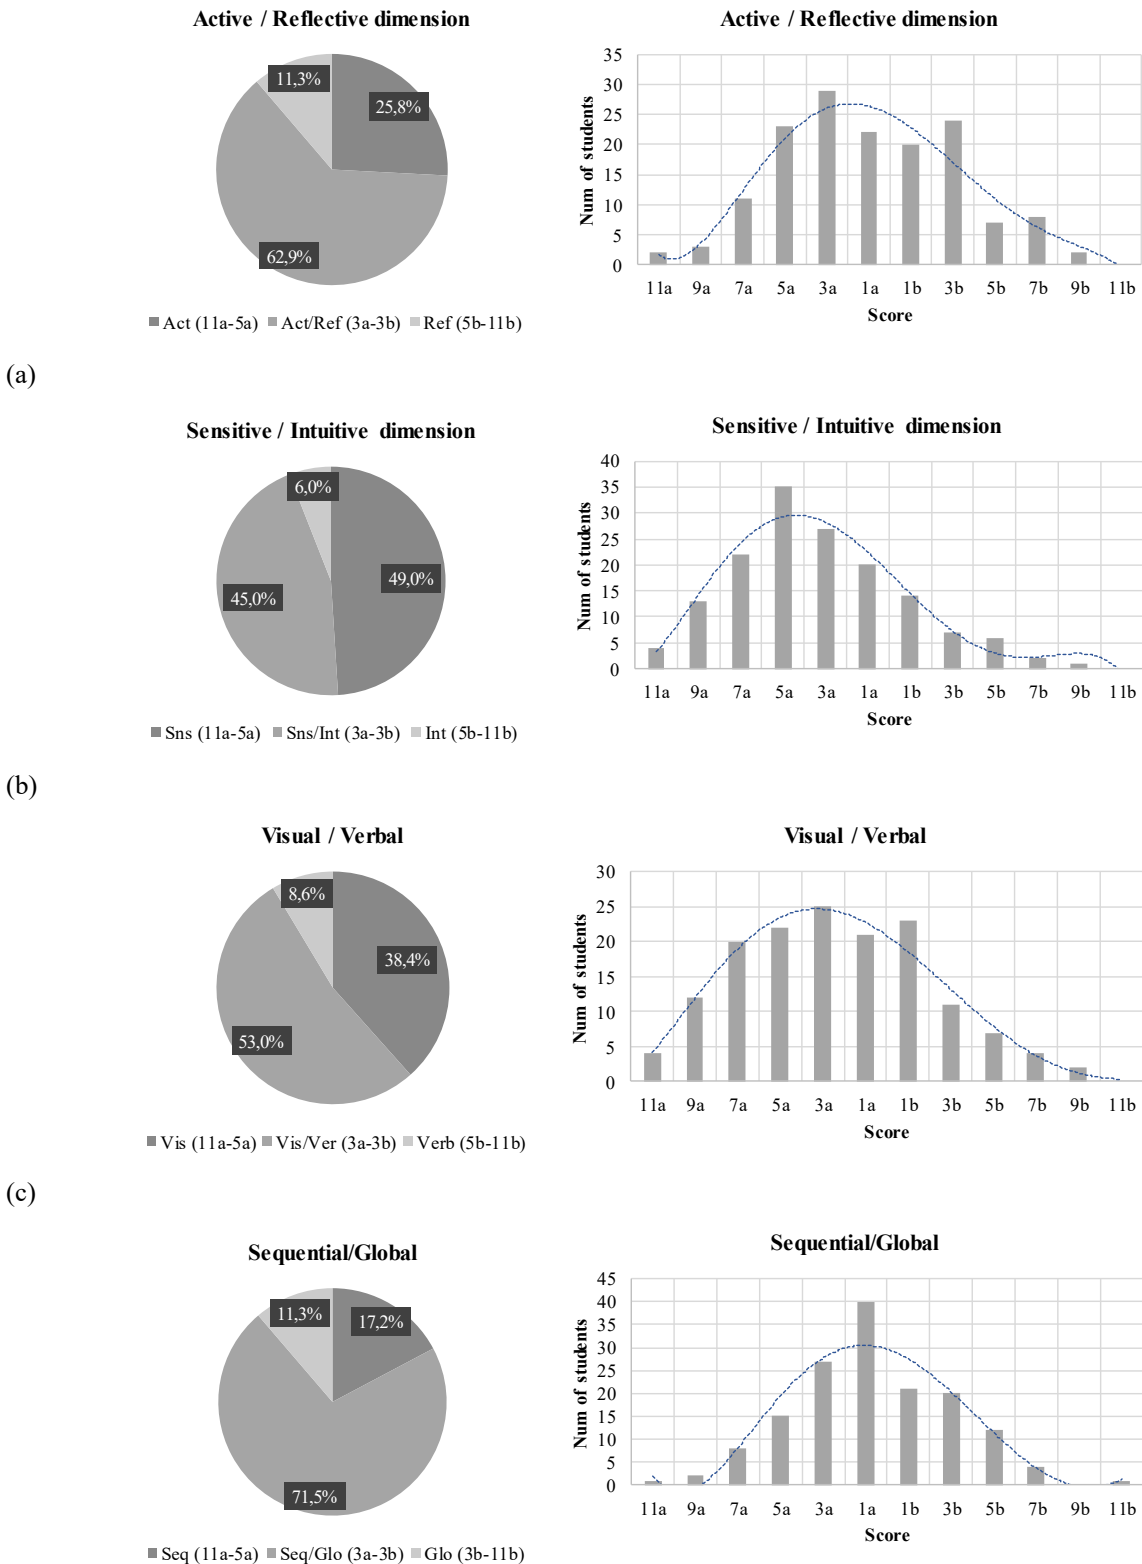 Active / Reflective dimension
11,3%
25,8%
62,9%
Act (11a-5a) Act/Ref (3a-3b) Ref (5b-11b)
Active / Reflective dimension
Num of students
35
30
25
20
15
10
5
0
11a 9a 7a 5a 3a 1a 1b 3b 5b 7b 9b 11b
Score
(a)
Sensitive / Intuitive dimension
6,0%
49,0%
45,0%
Sns (11a-5a) Sns/Int (3a-3b) Int (5b-11b)
Sensitive / Intuitive dimension
Num of students
40
35
30
25
20
15
10
5
0
11a 9a 7a 5a 3a 1a 1b 3b 5b 7b 9b 11b
Score
(b)
Visual / Verbal
8,6%
38,4%
53,0%
Vis (11a-5a) Vis/Ver (3a-3b) Verb (5b-11b)
Visual / Verbal
Num of students
30
25
20
15
10
5
0
11a 9a 7a 5a 3a 1a 1b 3b 5b 7b 9b 11b
Score
(c)
Sequential/Global
11,3%
17,2%
71,5%
Seq (11a-5a) Seq/Glo (3a-3b) Glo (3b-11b)
Sequential/Global
Num of students
45
40
35
30
25
20
15
10
5
0
11a 9a 7a 5a 3a 1a 1b 3b 5b 7b 9b 11b
Score